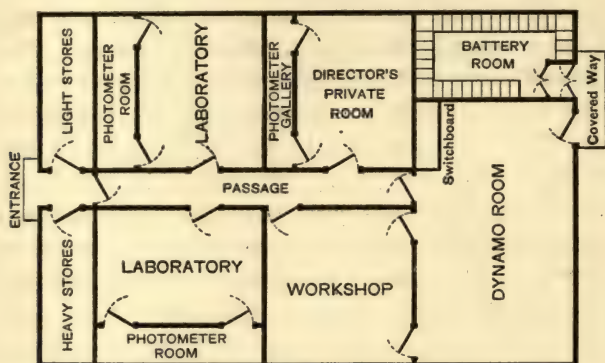 LIGHT STORES
PHOTOMETER
ROOM
LABORATORY
PHOTOMETER
GALLERY
DIRECTOR'S
PRIVATE
ROOM
BATTERY
ROOM
Covered Way
ENTRANCE
PASSAGE
Switchboard
HEAVY STORES
LABORATORY
PHOTOMETER
ROOM
WORKSHOP
DYNAMO ROOM